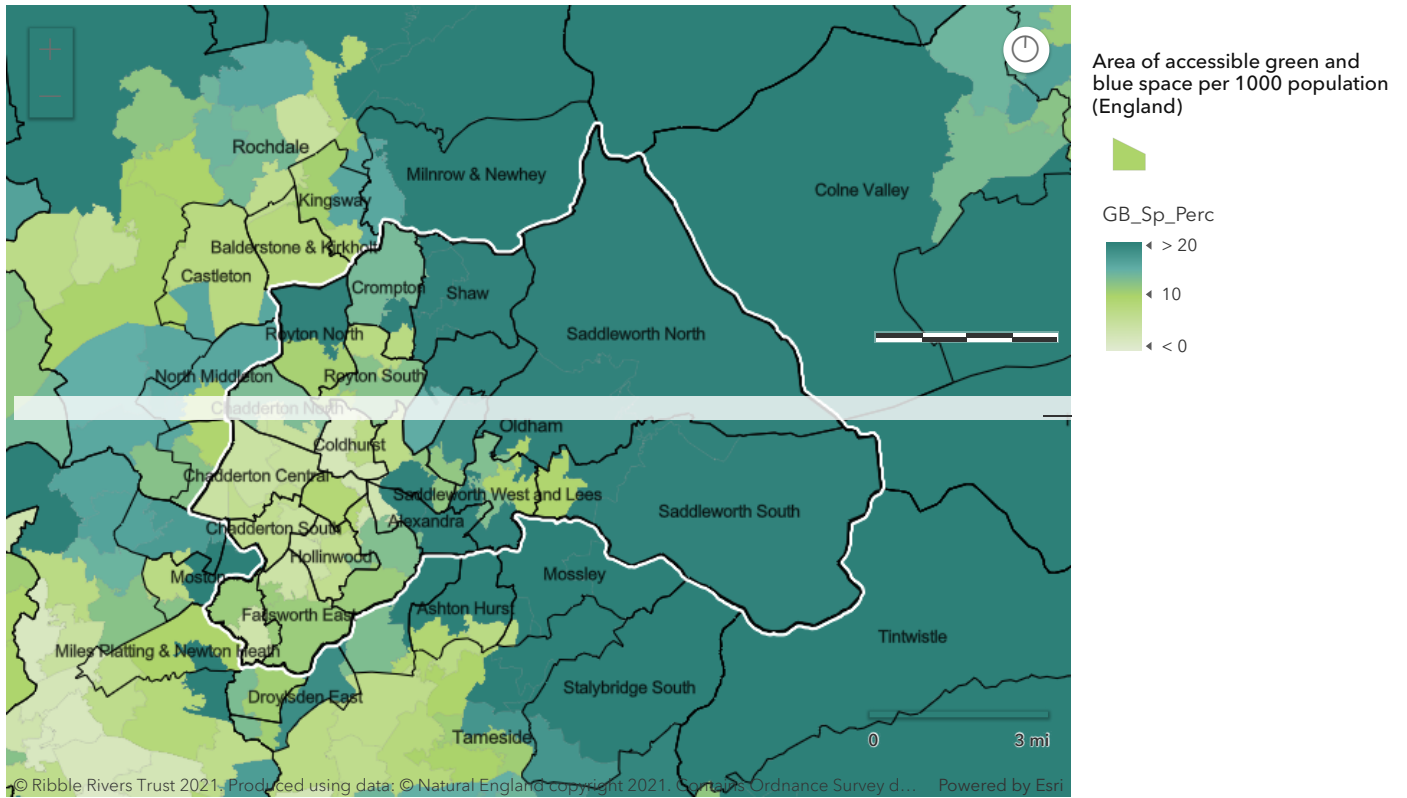 Area of accessible green and
blue space per 1000 population
(England)
GB_Sp_Perc
> 20
10
< 0
Rochdale
Milnrow & Newhey
Colne Valley
Kingsway
Balderstone & Kirkholt
Castleton
Crompton
Shaw
Royton North
Saddleworth North
North Middleton
Royton South
Chadderton North
Oldham
Coldhurst
Chadderton Central
Saddleworth West and Lees
Saddleworth South
Alexandra
Chadderton South
Hollinwood
Moston
Mossley
Failsworth East
Ashton Hurst
Tintwistle
Miles Platting & Newton Heath
Stalybridge South
Droylsden East
Tameside
0 3 mi
© Ribble Rivers Trust 2021. Produced using data: © Natural England copyright 2021. Contains Ordnance Survey d... Powered by Esri